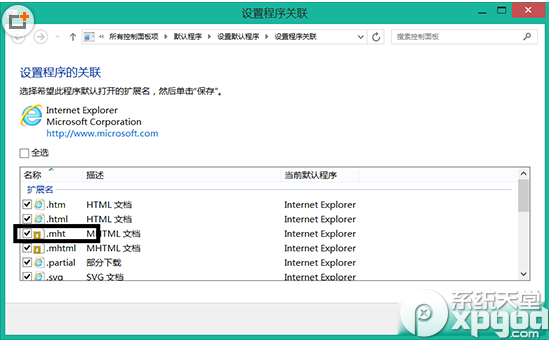 设置程序关联
« 所有控制面板项 ▸ 默认程序 ▸ 设置默认程序 ▸ 设置程序关联
搜索控制面板
设置程序的关联
选择希望此程序默认打开的扩展名，然后单击“保存”。
Internet Explorer
Microsoft Corporation
http://www.microsoft.com
全选
名称 描述 当前默认程序
扩展名
.htm HTML 文档 Internet Explorer
.html HTML 文档 Internet Explorer
.mht MHTML 文档 Internet Explorer
.mhtml MHTML 文档 Internet Explorer
.partial 部分下载 Internet Explorer
.svg SVG 文档 Internet Explorer
系统天堂
xpgod.com